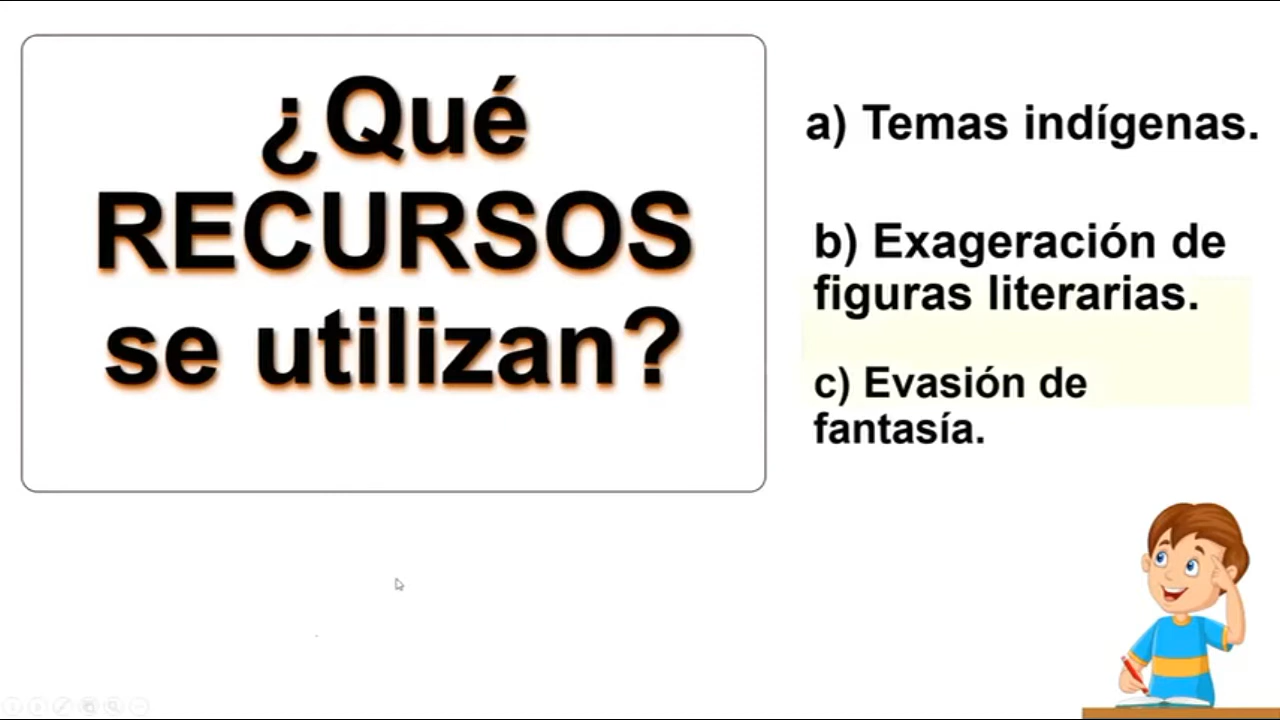 ¿Qué
RECURSOS
se utilizan?
a) Temas indígenas.
b) Exageración de
figuras literarias.
c) Evasión de
fantasía.